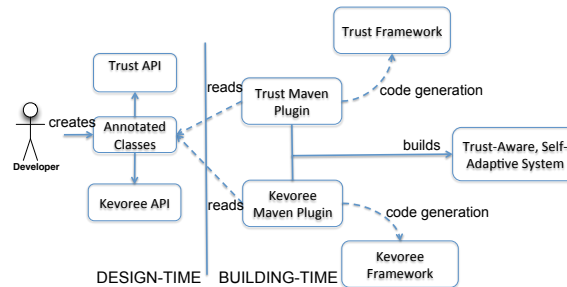 Trust Framework
Trust API
reads
Trust Maven
Plugin
code generation
creates
Annotated
Classes
Developer
builds
Trust-Aware, Self-
Adaptive System
Kevoree API
reads
Kevoree
Maven Plugin
code generation
Kevoree
Framework
DESIGN-TIME
BUILDING-TIME